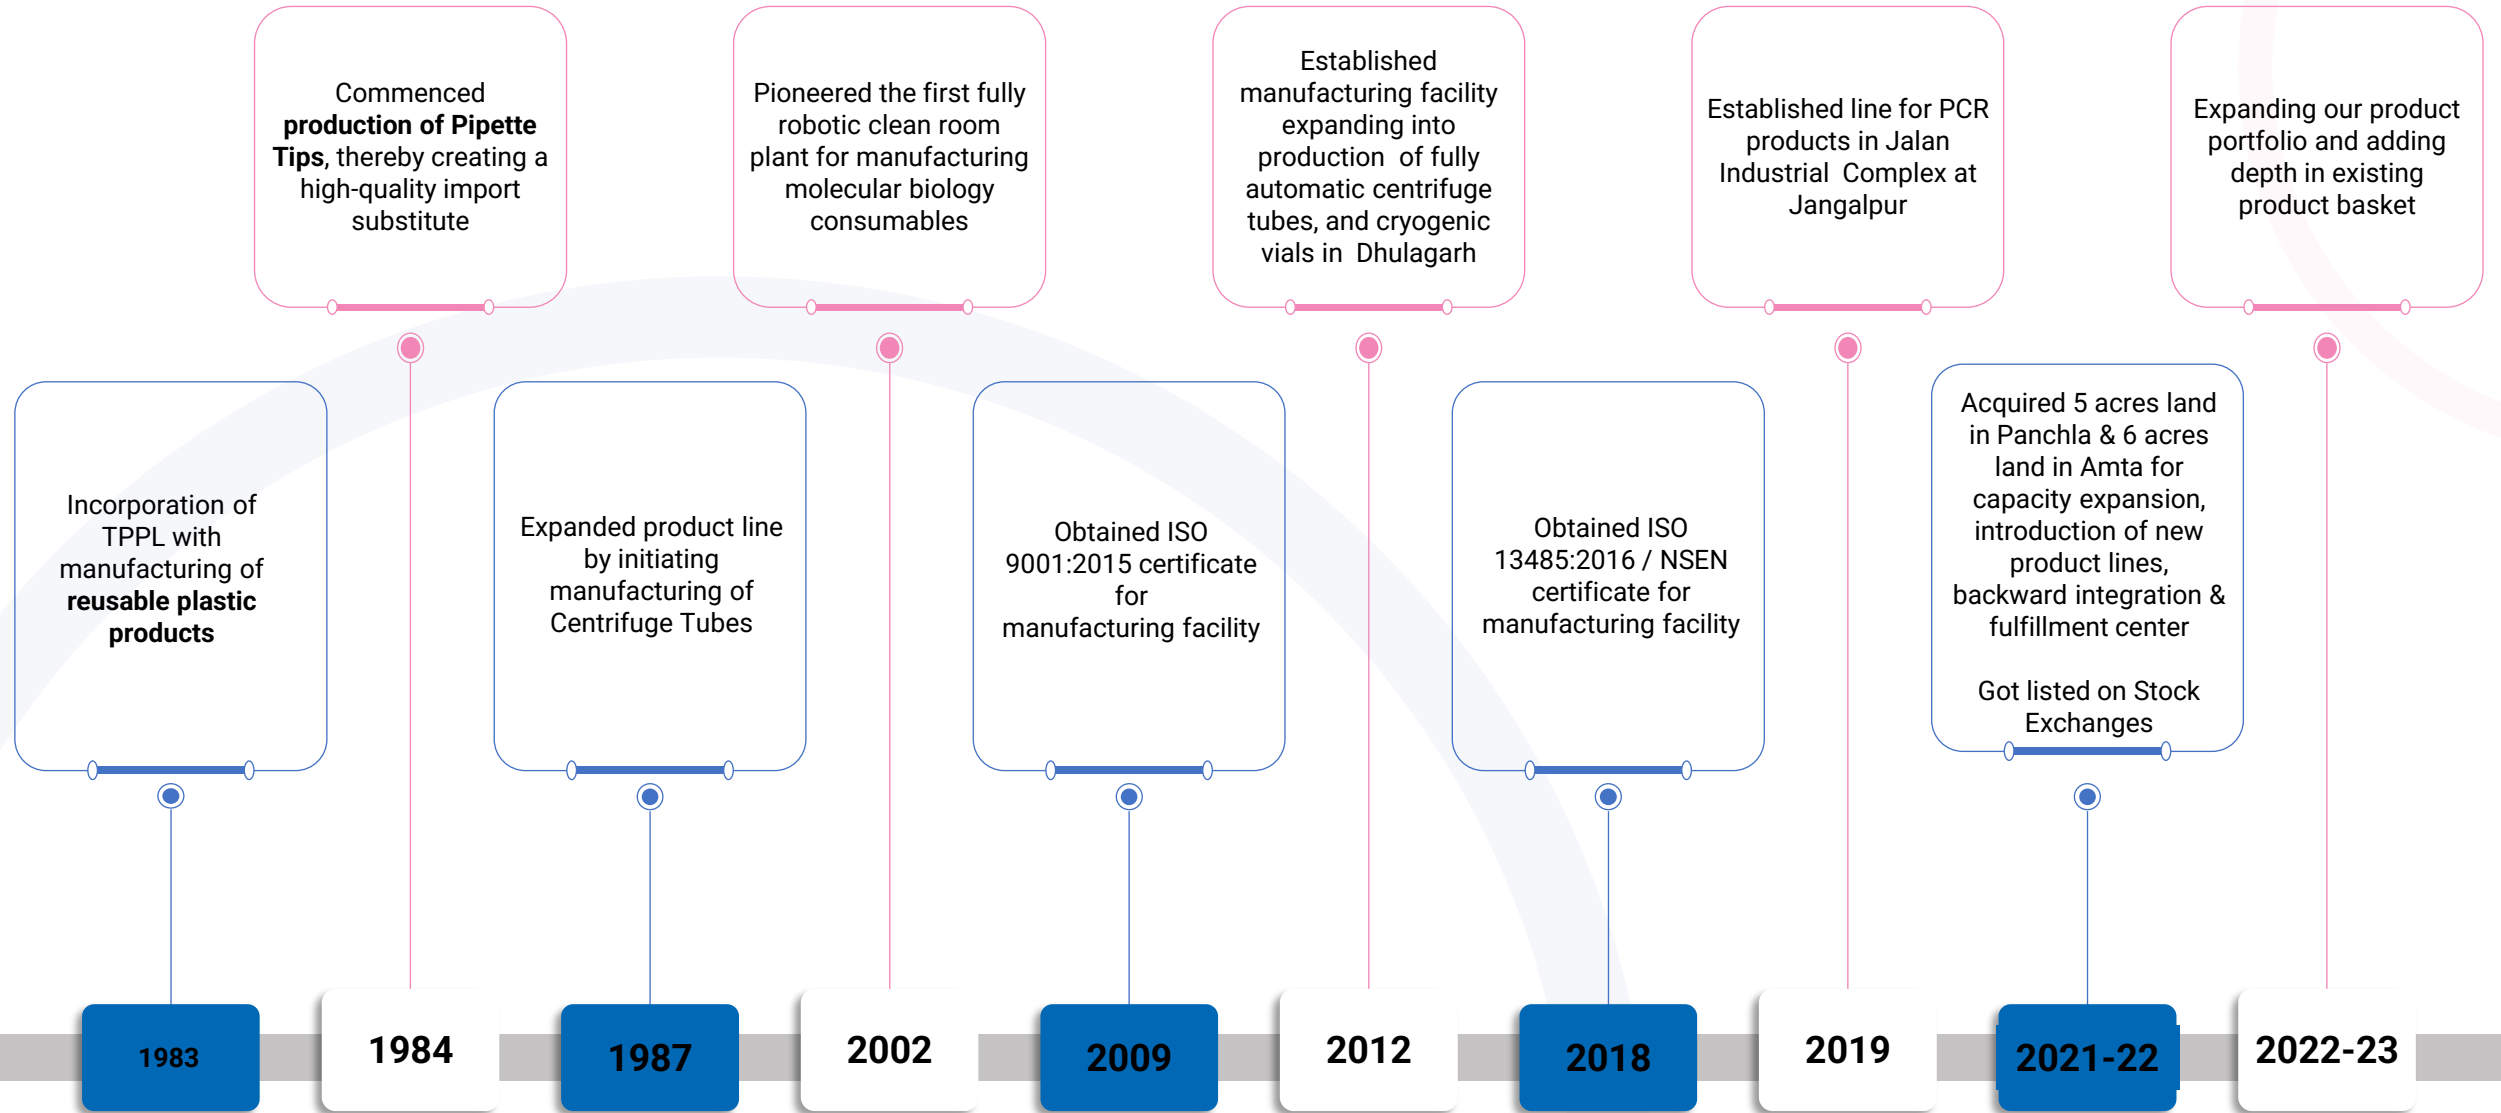 Commenced
production of Pipette
Tips, thereby creating a
high-quality import
substitute
Pioneered the first fully
robotic clean room
plant for manufacturing
molecular biology
consumables
Established
manufacturing facility
expanding into
production of fully
automatic centrifuge
tubes, and cryogenic
vials in Dhulagarh
Established line for PCR
products in Jalan
Industrial Complex at
Jangalpur
Expanding our product
portfolio and adding
depth in existing
product basket
Incorporation of
TPPL with
manufacturing of
reusable plastic
products
Expanded product line
by initiating
manufacturing of
Centrifuge Tubes
Obtained ISO
9001:2015 certificate
for
manufacturing facility
Obtained ISO
13485:2016 / NSEN
certificate for
manufacturing facility
Acquired 5 acres land
in Panchla & 6 acres
land in Amta for
capacity expansion,
introduction of new
product lines,
backward integration &
fulfillment center
Got listed on Stock
Exchanges
1983
1984
1987
2002
2009
2012
2018
2019
2021-22
2022-23